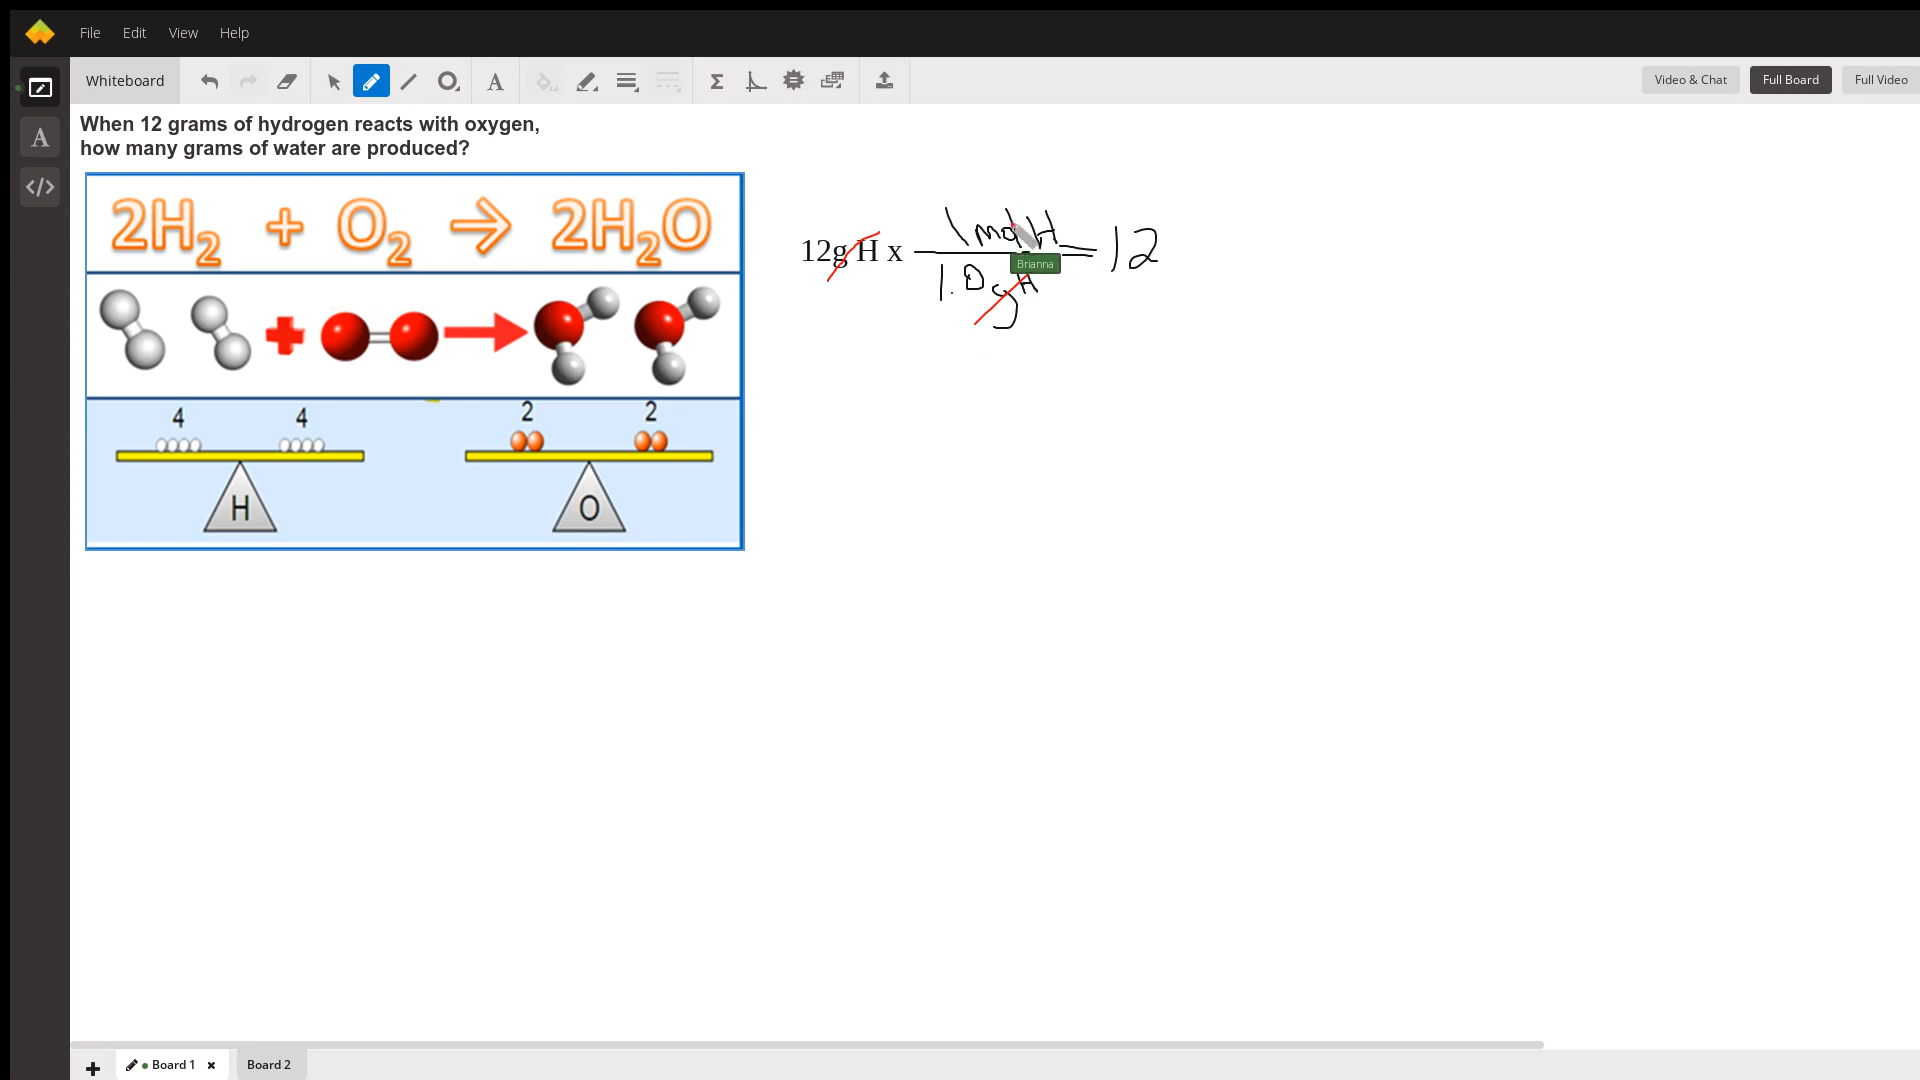 File Edit View Help
Whiteboard A Σ Video & Chat Full Board Full Video
A
</>
When 12 grams of hydrogen reacts with oxygen,
how many grams of water are produced?
2H₂ + O₂ → 2H₂O
4 4 2 2
H O
1 mol H
12g H x = 12
1.0 g H
Brianna
+ Board 1 × Board 2